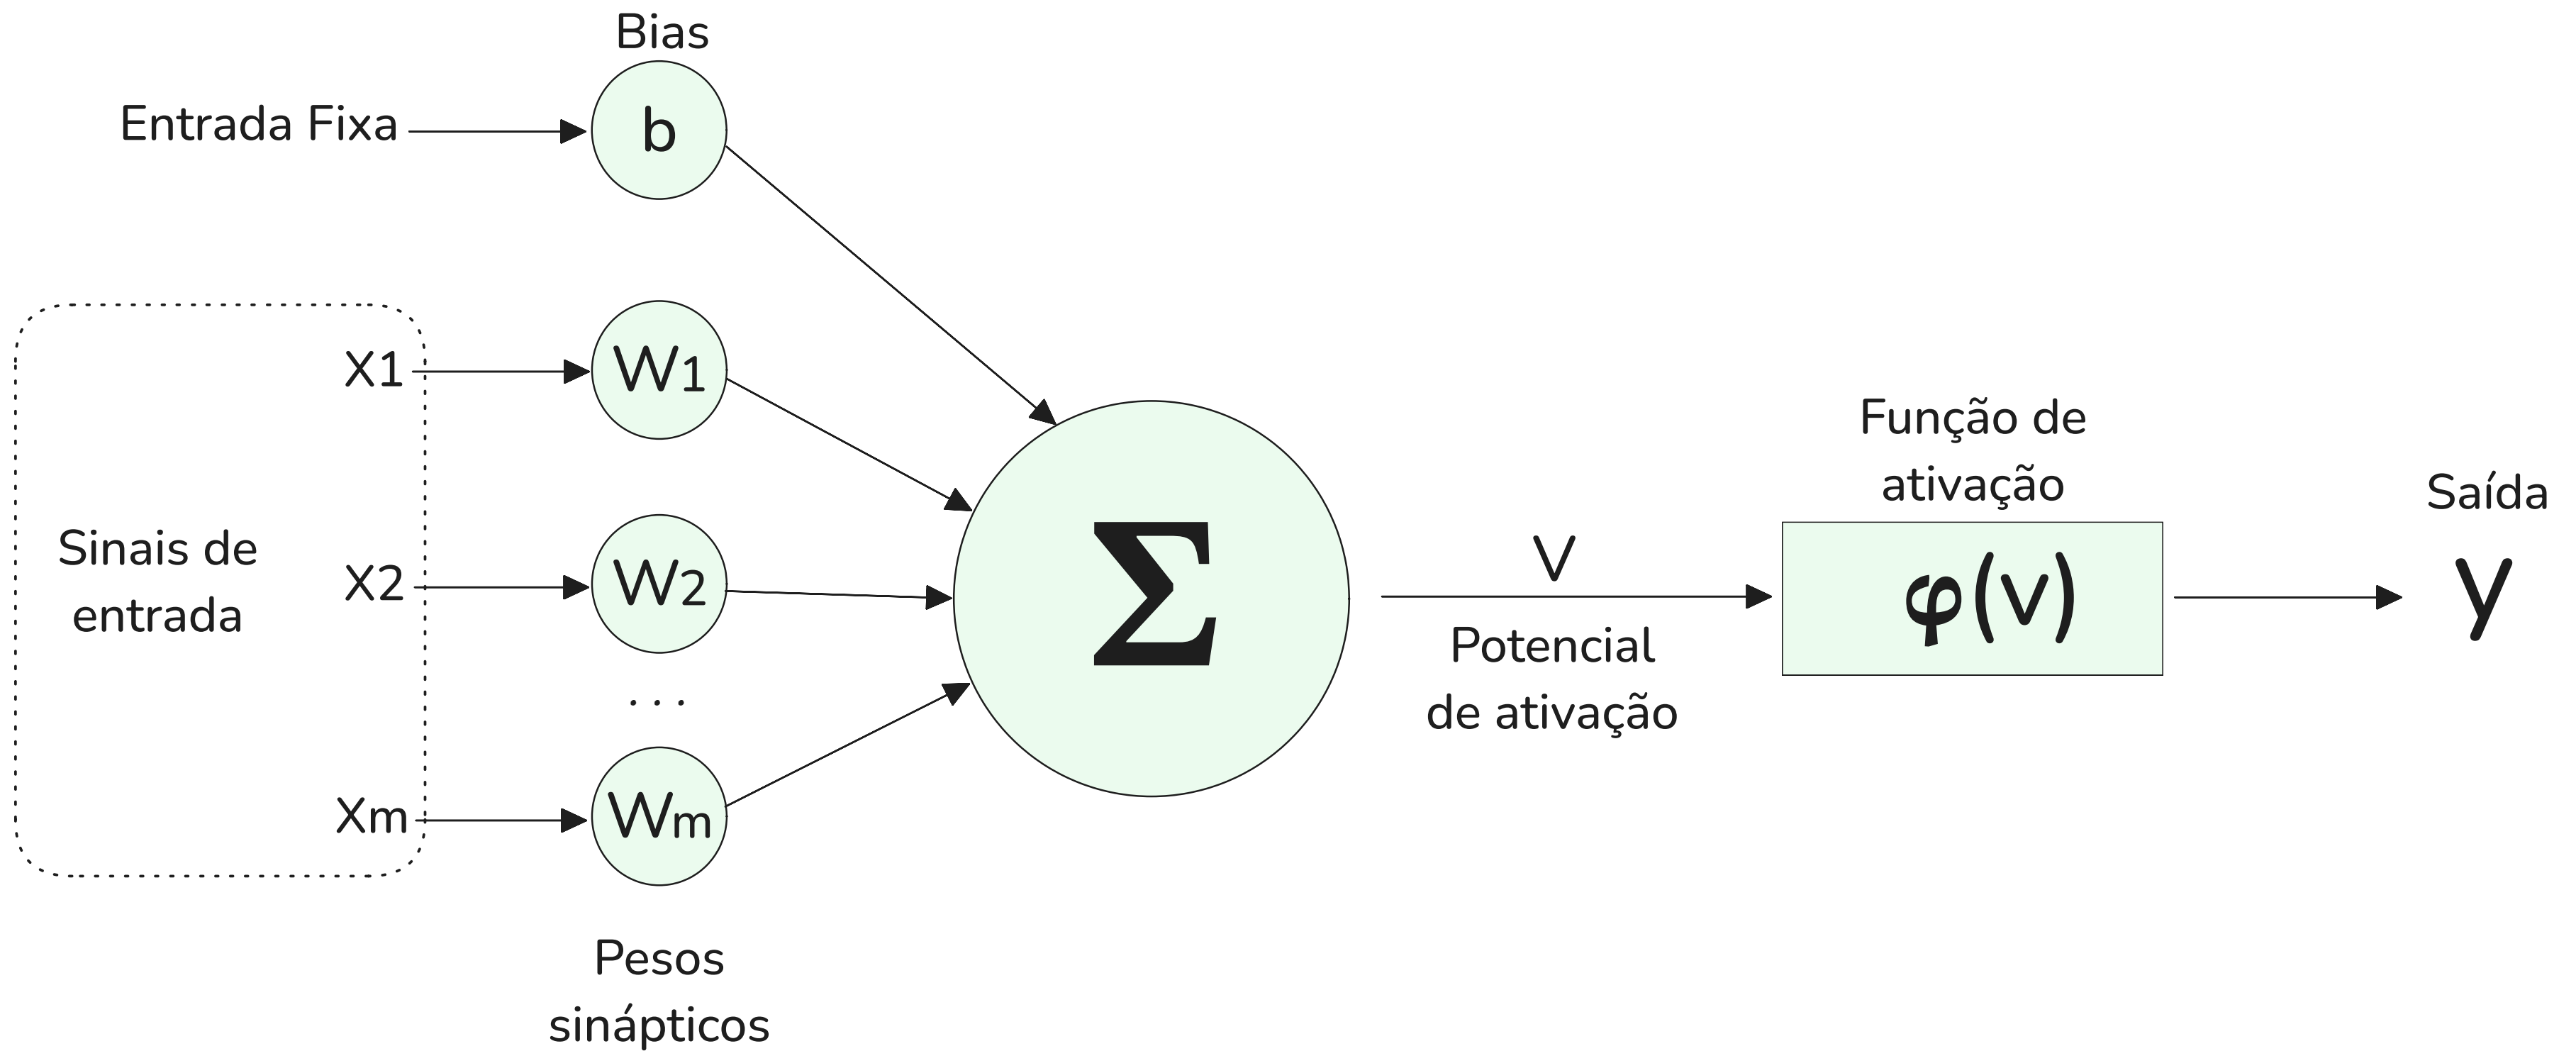 Bias
Entrada Fixa
b
X1
W1
Sinais de
entrada
X2
W2
. . .
Xm
Wm
Pesos
sinápticos
Σ
V
Potencial
de ativação
Função de
ativação
φ(v)
Saída
y